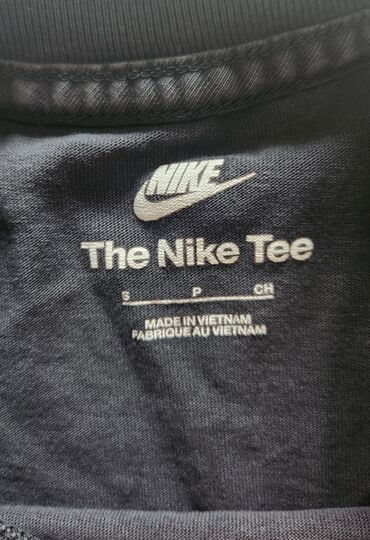 NIKE
The Nike Tee
S P CH
MADE IN VIETNAM
FABRIQUE AU VIETNAM